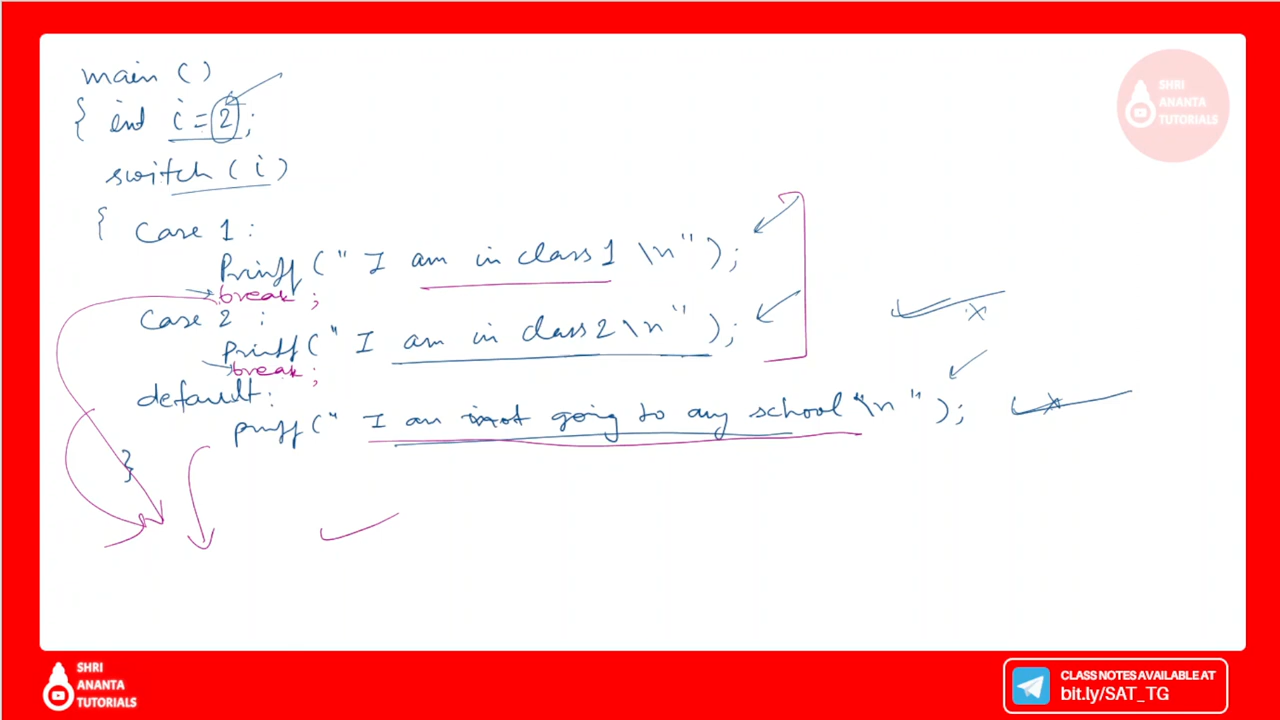 main ()
{ int i = 2 ;
switch ( i )
{ Case 1 :
Printf ( " I am in class 1 \n " ) ;
break ;
Case 2 :
Printf ( " I am in class 2 \n " ) ;
break ;
default :
printf ( " I am not going to any school \n " ) ;
}
SHRI
ANANTA
TUTORIALS
SHRI
ANANTA
TUTORIALS
CLASS NOTES AVAILABLE AT
bit.ly/SAT_TG